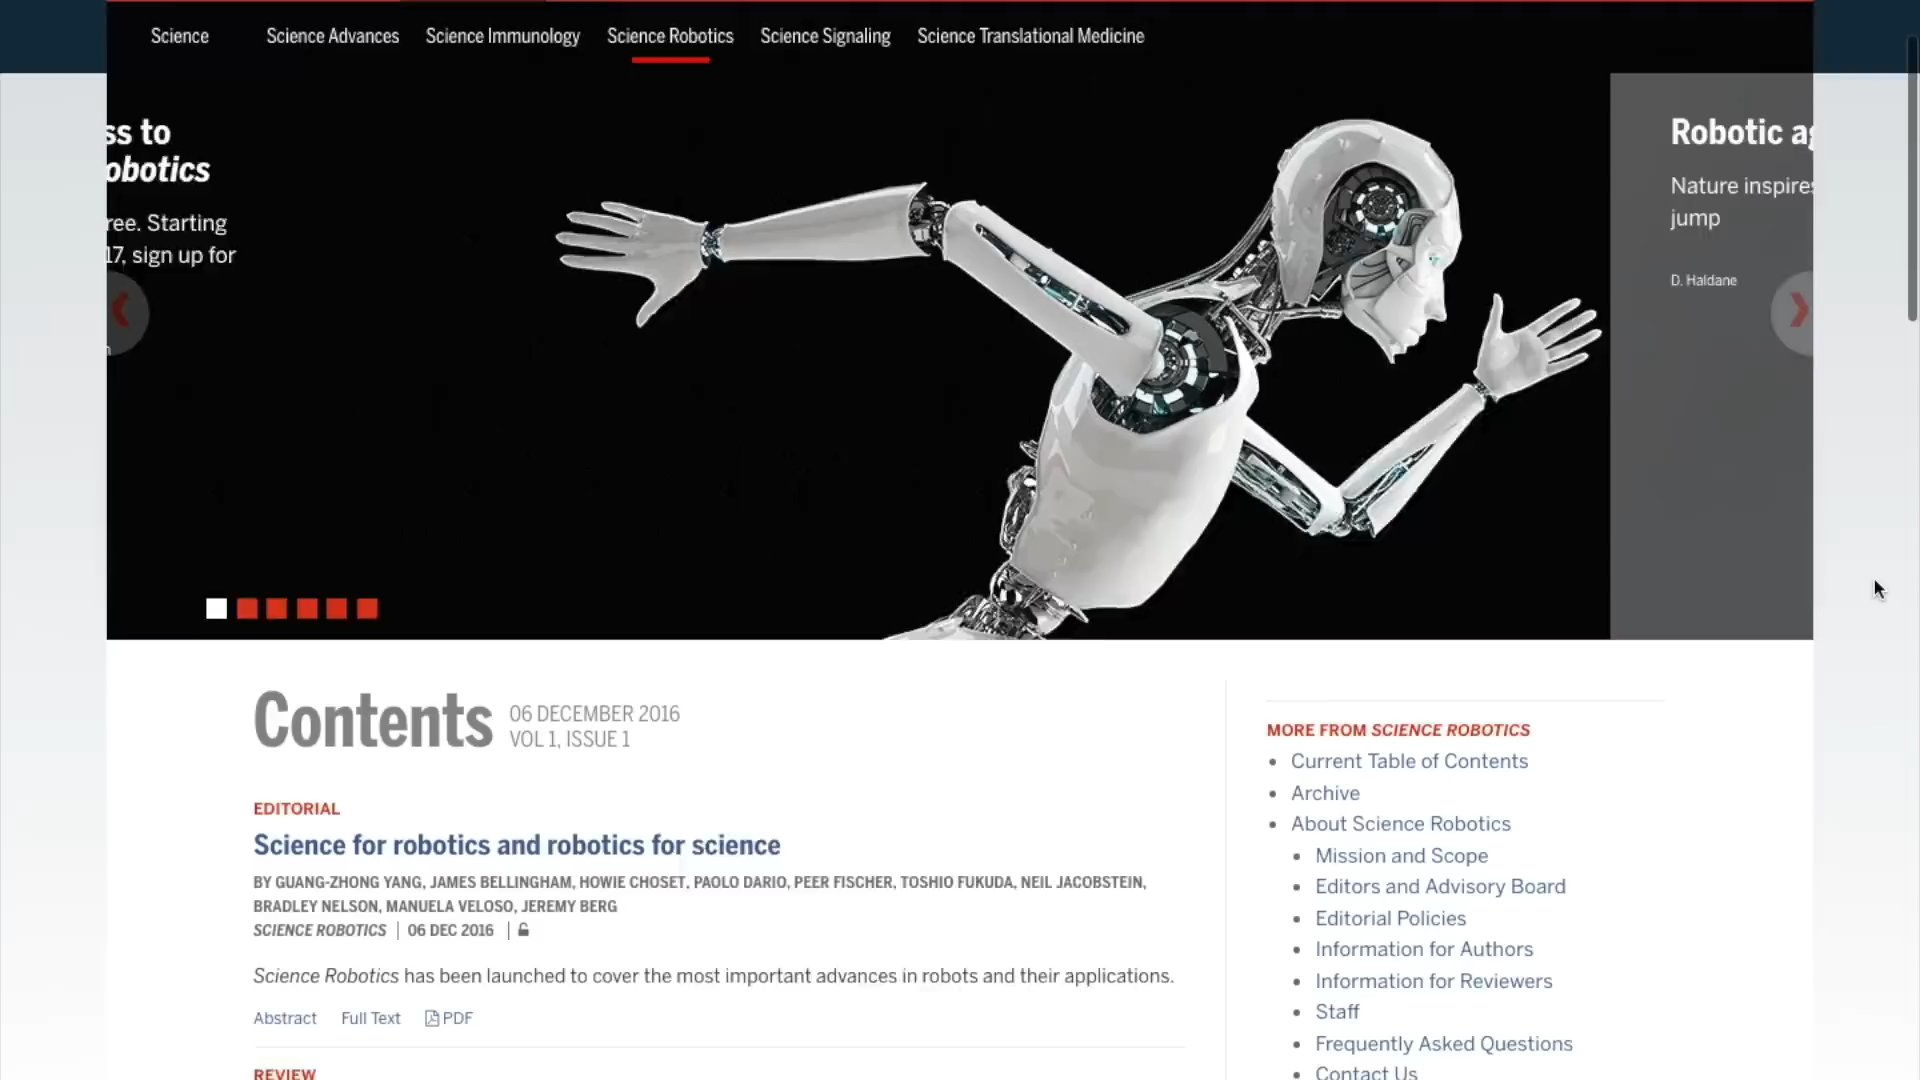 Science Science Advances Science Immunology Science Robotics Science Signaling Science Translational Medicine
ss to
obotics
ree. Starting
17, sign up for
Robotic
Nature inspires
jump
D. Haldane
Contents
06 DECEMBER 2016
VOL 1, ISSUE 1
EDITORIAL
Science for robotics and robotics for science
BY GUANG-ZHONG YANG, JAMES BELLINGHAM, HOWIE CHOSET, PAOLO DARIO, PEER FISCHER, TOSHIO FUKUDA, NEIL JACOBSTEIN,
BRADLEY NELSON, MANUELA VELOSO, JEREMY BERG
SCIENCE ROBOTICS | 06 DEC 2016 |
Science Robotics has been launched to cover the most important advances in robots and their applications.
Abstract Full Text PDF
REVIEW
MORE FROM SCIENCE ROBOTICS
• Current Table of Contents
• Archive
• About Science Robotics
• Mission and Scope
• Editors and Advisory Board
• Editorial Policies
• Information for Authors
• Information for Reviewers
• Staff
• Frequently Asked Questions
• Contact Us